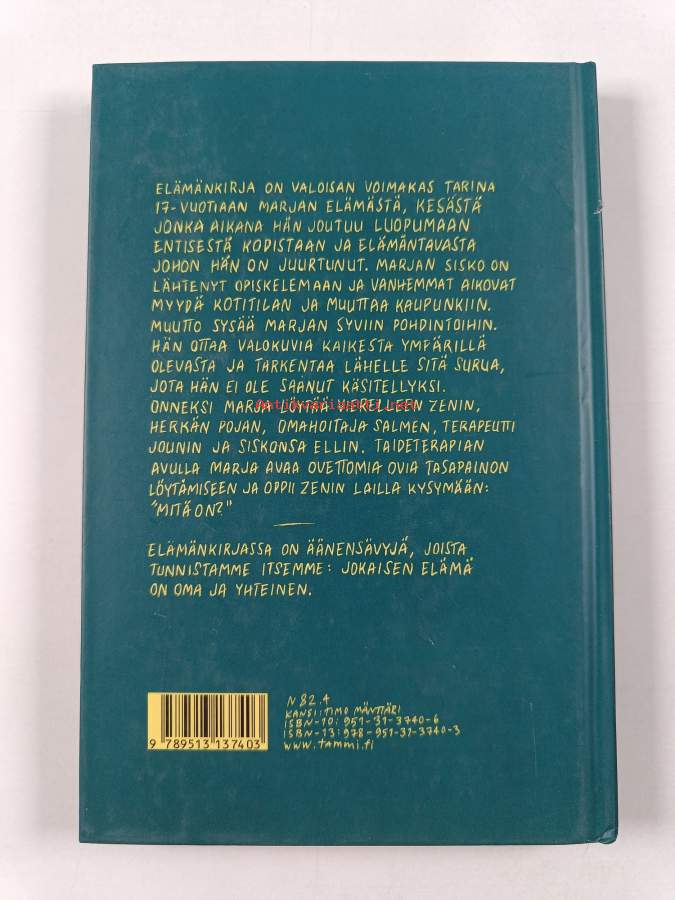 ELÄMÄNKIRJA ON VALOISAN VOIMAKAS TARINA
17-VUOTIAAN MARJAN ELÄMÄSTÄ, KESÄSTÄ
JONKA AIKANA HÄN JOUTUU LUOPUMAAN
ENTISESTÄ KODISTAAN JA ELÄMÄNTAVASTA
JOHON HÄN ON JUURTUNUT. MARJAN SISKO ON
LÄHTENYT OPISKELEMAAN JA VANHEMMAT AIKOVAT
MYYDÄ KOTITILAN JA MUUTTAA KAUPUNKIIN.
MUUTTO SYSÄÄ MARJAN SYVIIN POHDINTOIHIN.
HÄN OTTAA VALOKUVIA KAIKESTA YMPÄRILLÄ
OLEVASTA JA TARKENTAA LÄHELLE SITÄ SURUA,
JOTA HÄN EI OLE SAANUT KÄSITELLYKSI.
ONNEKSI MARJA LÖYTÄÄ ZENIN,
HERKÄN POJAN, OMAHOITAJA SALMEN, TERAPEUTTI
JOUNIN JA SISKONSA ELLIN. TAIDETERAPIAN
AVULLA MARJA AVAA OVETTOMIA OVIA TASAPAINON
LÖYTÄMISEEN JA OPPII ZENIN LAILLA KYSYMÄÄN:
"MITÄ ON?"
ELÄMÄNKIRJASSA ON ÄÄNENSÄVYJÄ, JOISTA
TUNNISTAMME ITSEMME: JOKAISEN ELÄMÄ
ON OMA JA YHTEINEN.
N 82.4
KANSI: TIMO MÄNTTÄRI
ISBN-10: 951-31-3740-6
ISBN-13: 978-951-31-3740-3
www.tammi.fi
9 789513 137403